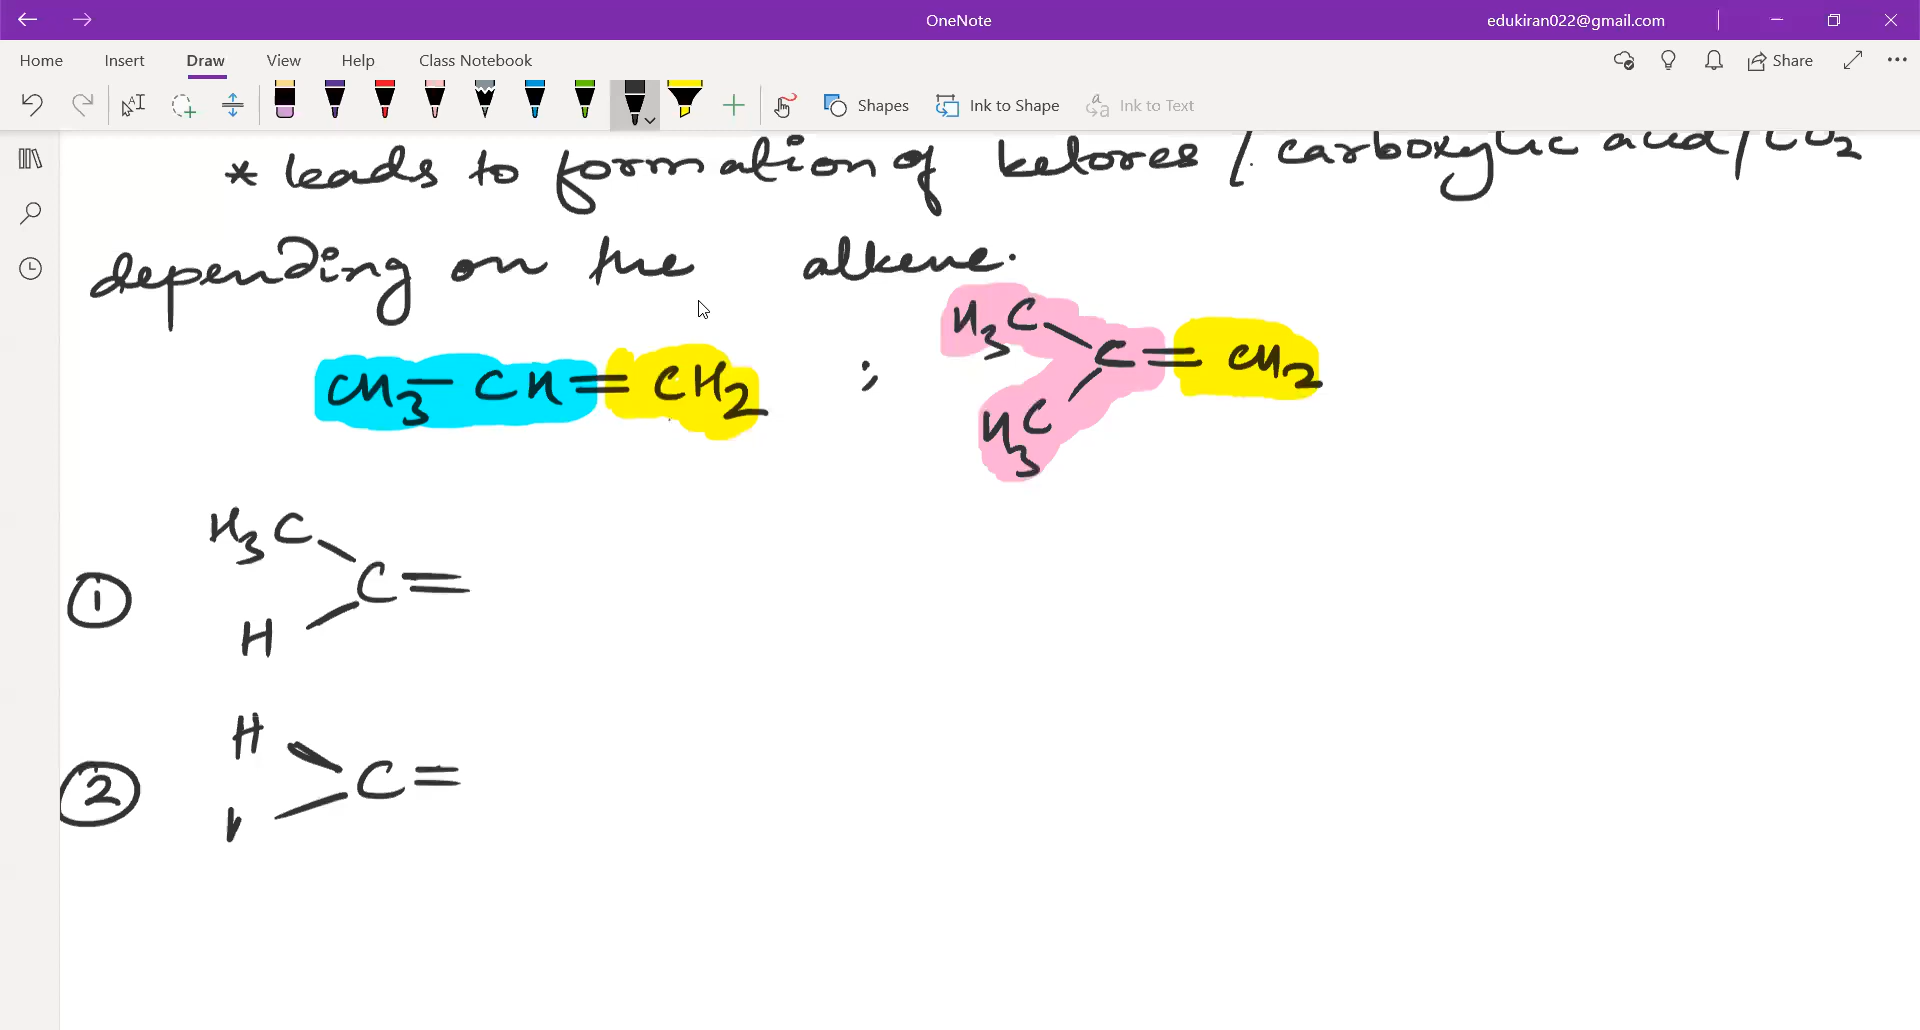 OneNote
edukiran022@gmail.com
Home Insert Draw View Help Class Notebook
Share
Shapes Ink to Shape Ink to Text
* leads to formation of ketones / carboxylic acid / CO2
depending on the alkene.
CH3 - CH = CH2 ; H3C C = CH2
H3C
H3C
C =
① H
H
② C =